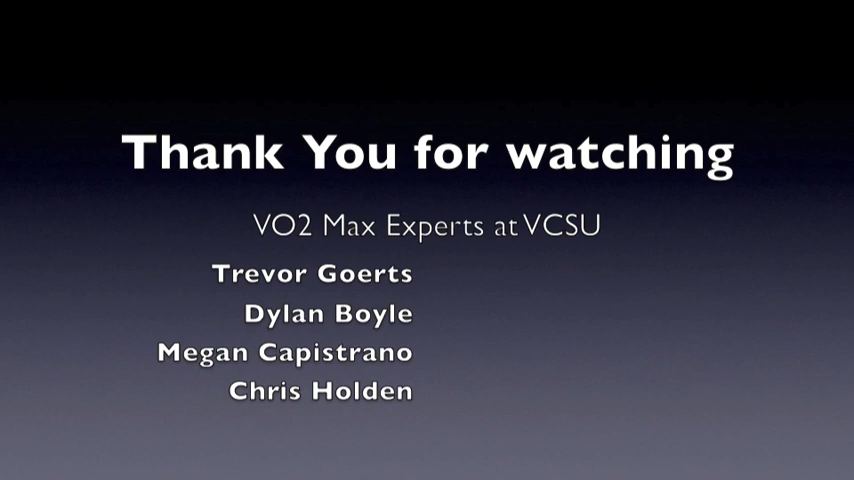 Thank You for watching
VO2 Max Experts at VCSU
Trevor Goerts
Dylan Boyle
Megan Capistrano
Chris Holden